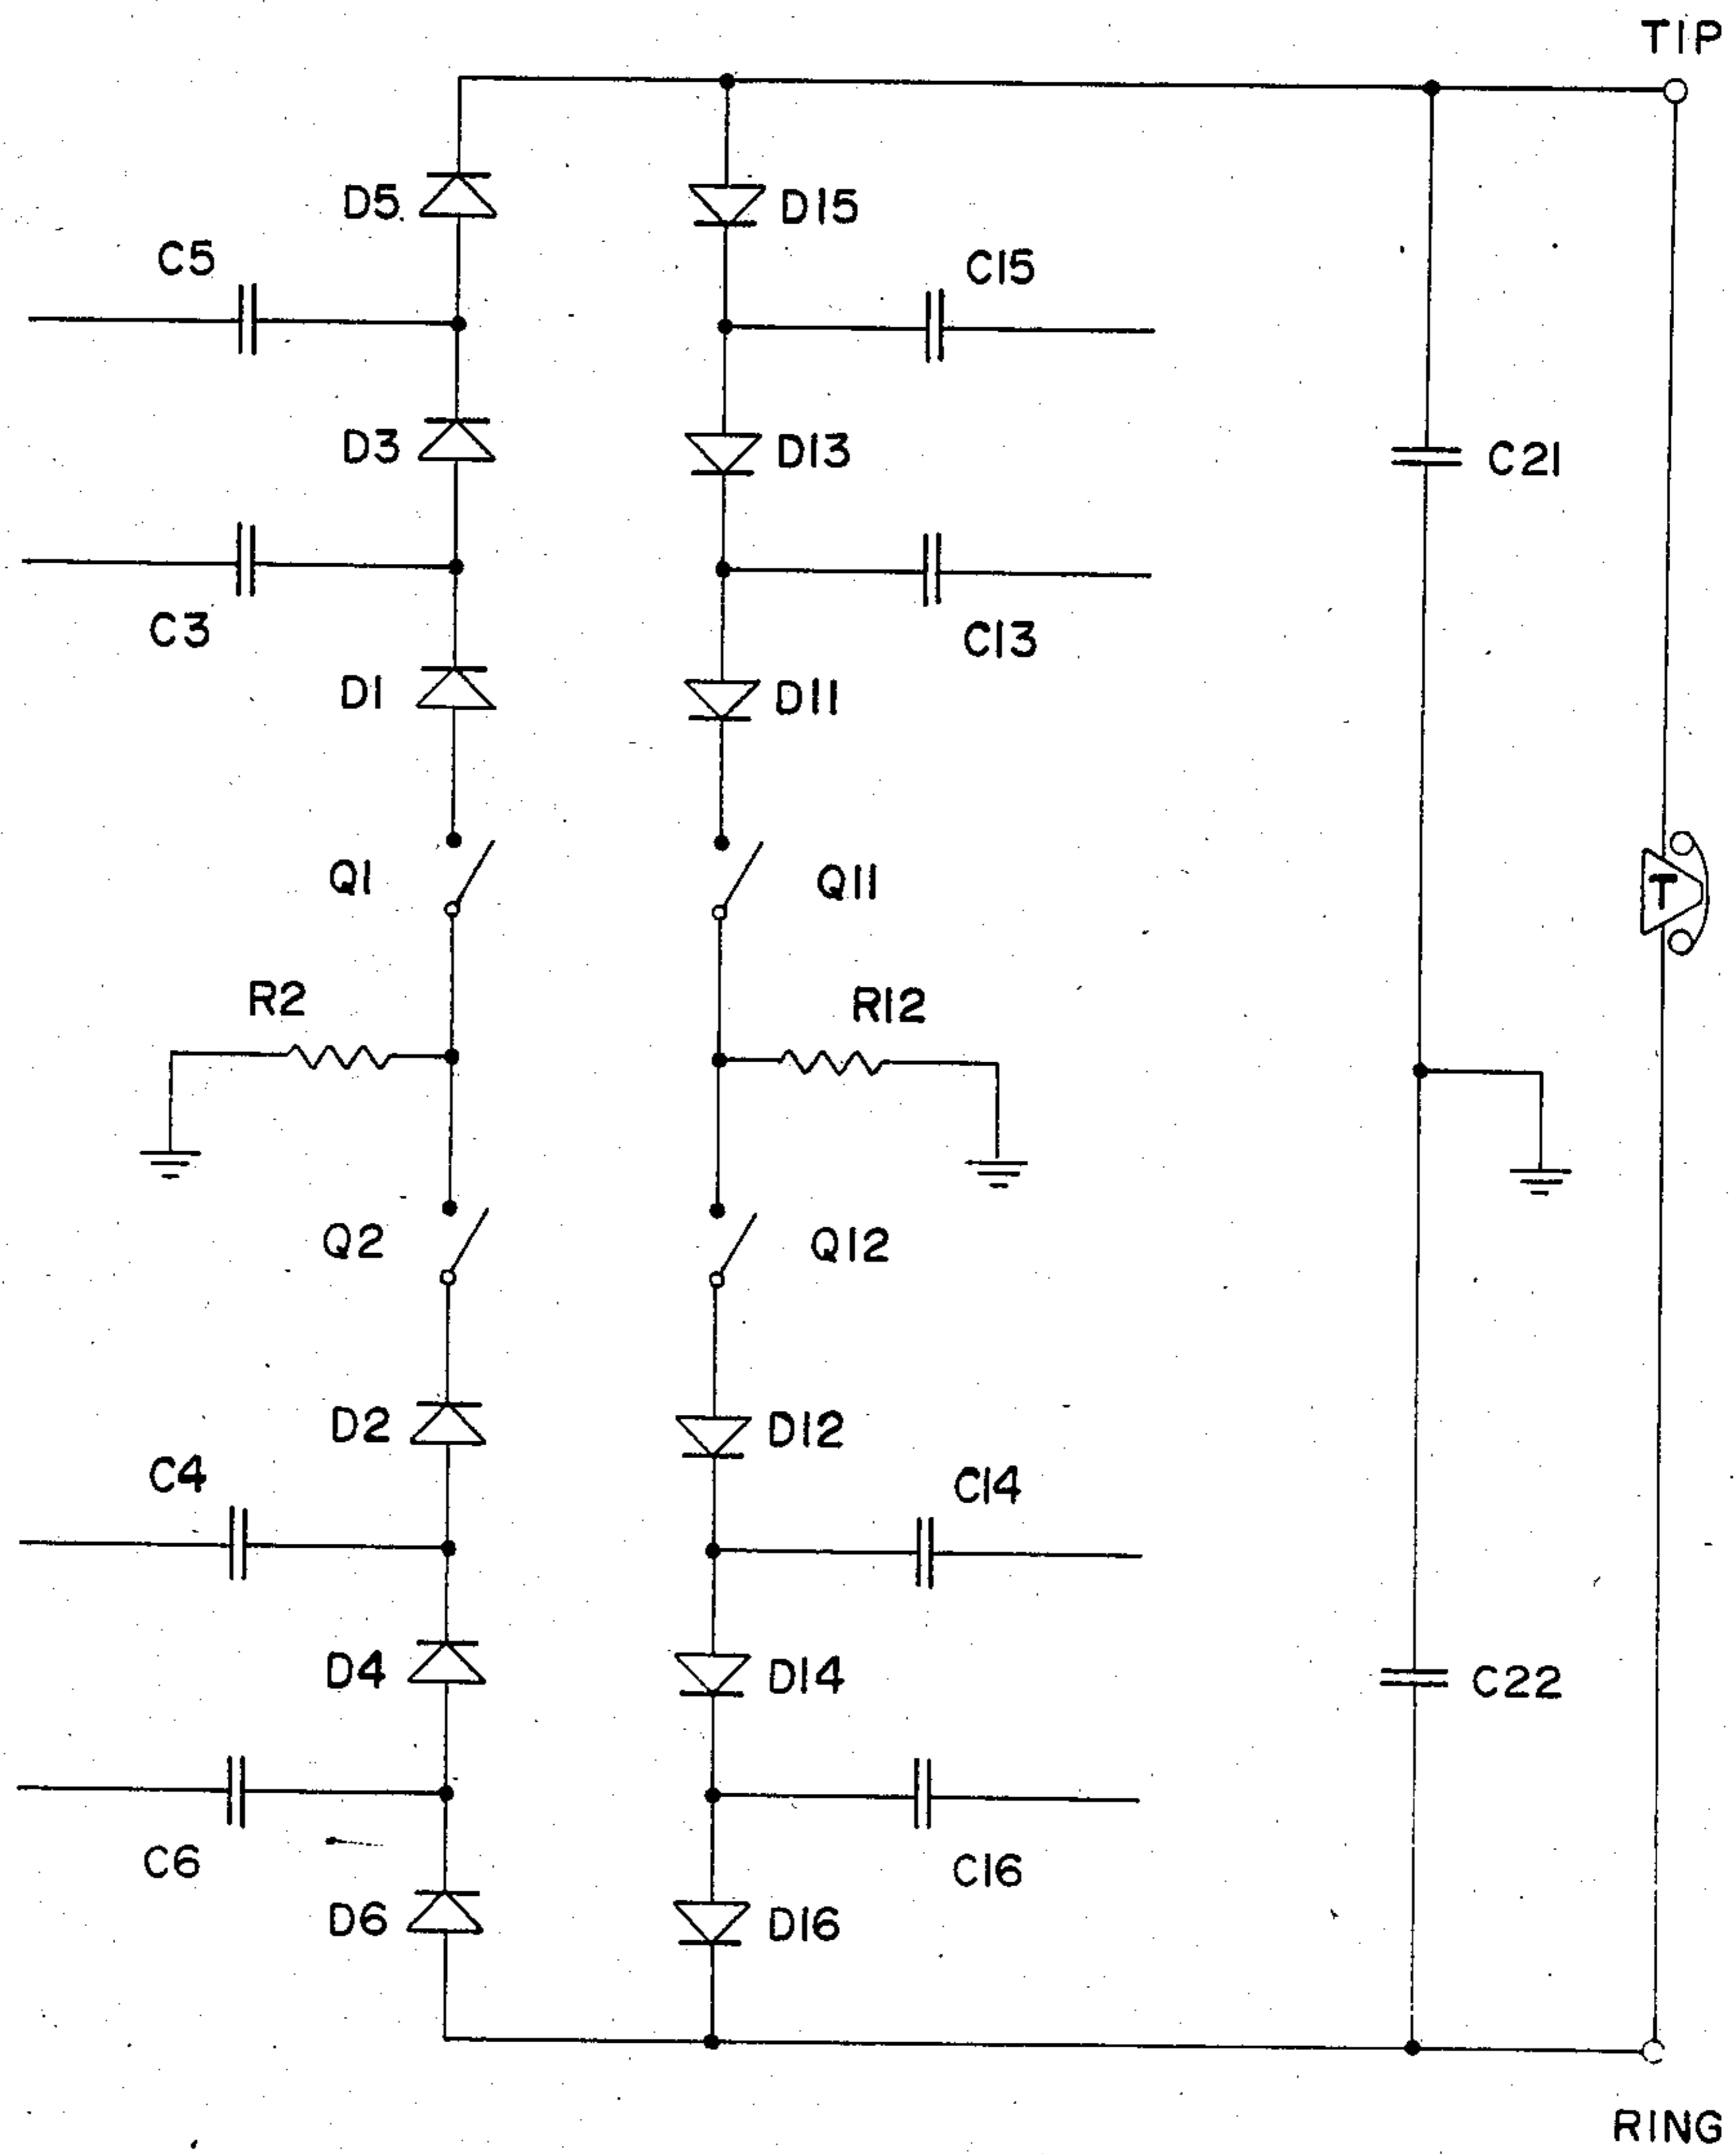 TIP
D5
D15
C5
C15
D3
D13
C21
C3
C13
D1
D11
Q1
Q11
T
R2
R12
Q2
Q12
D2
D12
C4
C14
D4
D14
C22
C6
C16
D6
D16
RING